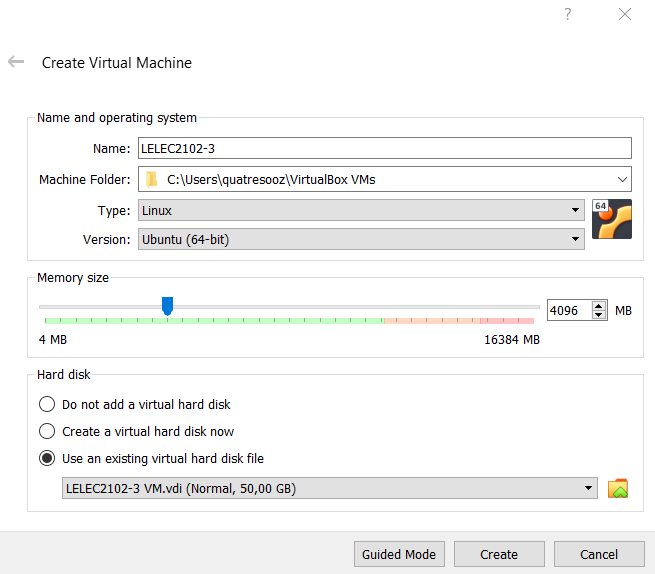 ?
Create Virtual Machine
Name and operating system
Name: LELEC2102-3
Machine Folder: C:\Users\quatresooz\VirtualBox VMs
Type: Linux
64
Version: Ubuntu (64-bit)
Memory size
4096 MB
4 MB 16384 MB
Hard disk
Do not add a virtual hard disk
Create a virtual hard disk now
Use an existing virtual hard disk file
LELEC2102-3 VM.vdi (Normal, 50,00 GB)
Guided Mode Create Cancel